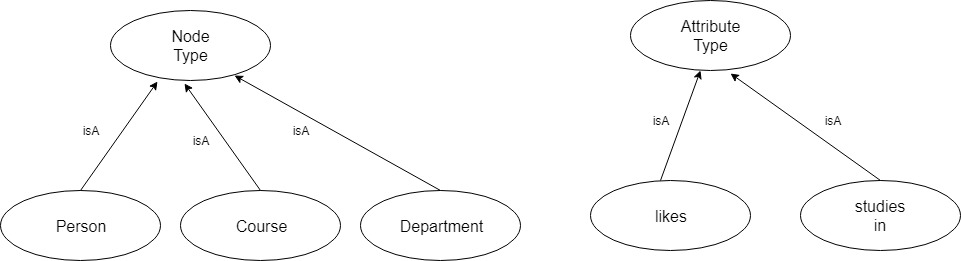 Node
Type
Attribute
Type
isA
isA
isA
isA
isA
Person
Course
Department
likes
studies
in